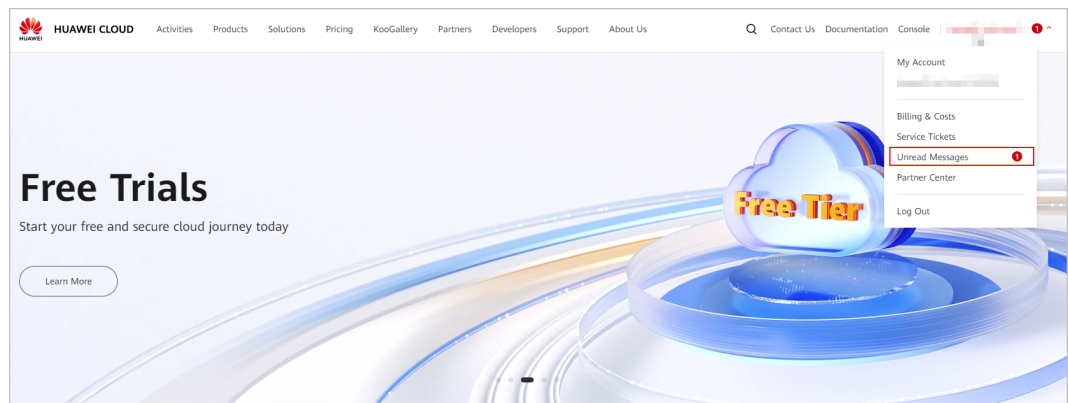 HUAWEI
HUAWEI CLOUD Activities Products Solutions Pricing KooGallery Partners Developers Support About Us Contact Us Documentation Console 1
My Account
Billing & Costs
Service Tickets
Unread Messages 1
Partner Center
Log Out
Free Trials
Start your free and secure cloud journey today
Learn More
Free Tier